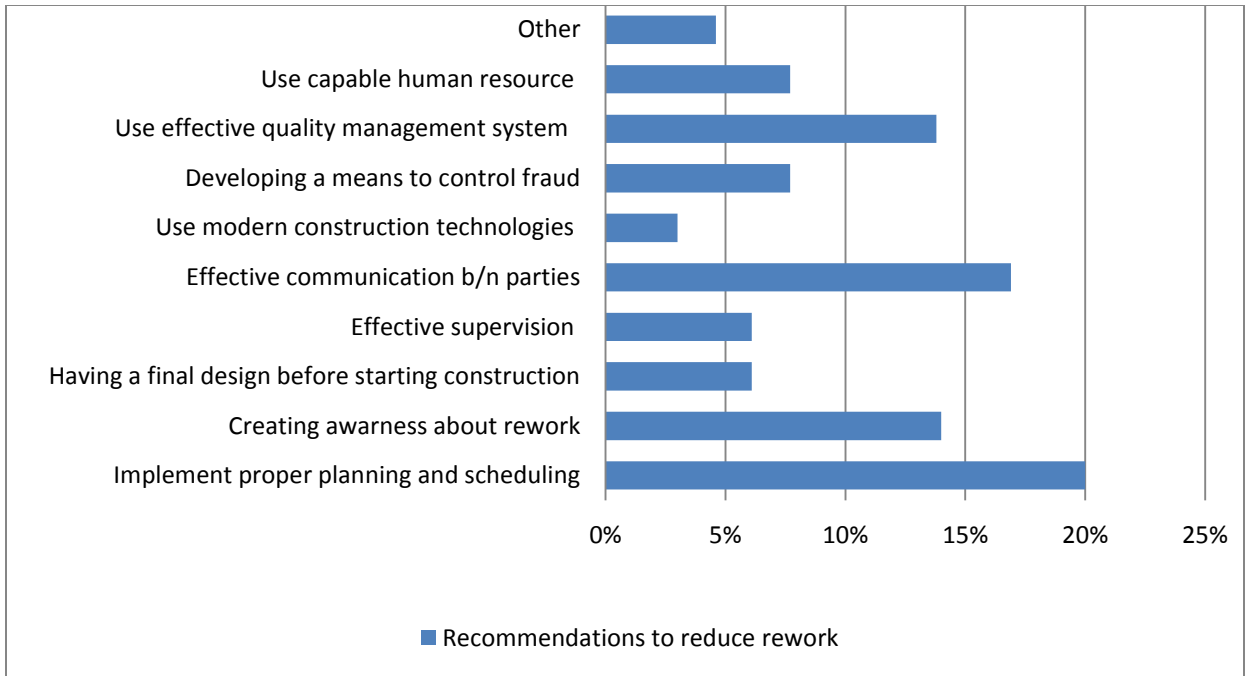 Other
Use capable human resource
Use effective quality management system
Developing a means to control fraud
Use modern construction technologies
Effective communication b/n parties
Effective supervision
Having a final design before starting construction
Creating awarness about rework
Implement proper planning and scheduling
0% 5% 10% 15% 20% 25%
Recommendations to reduce rework